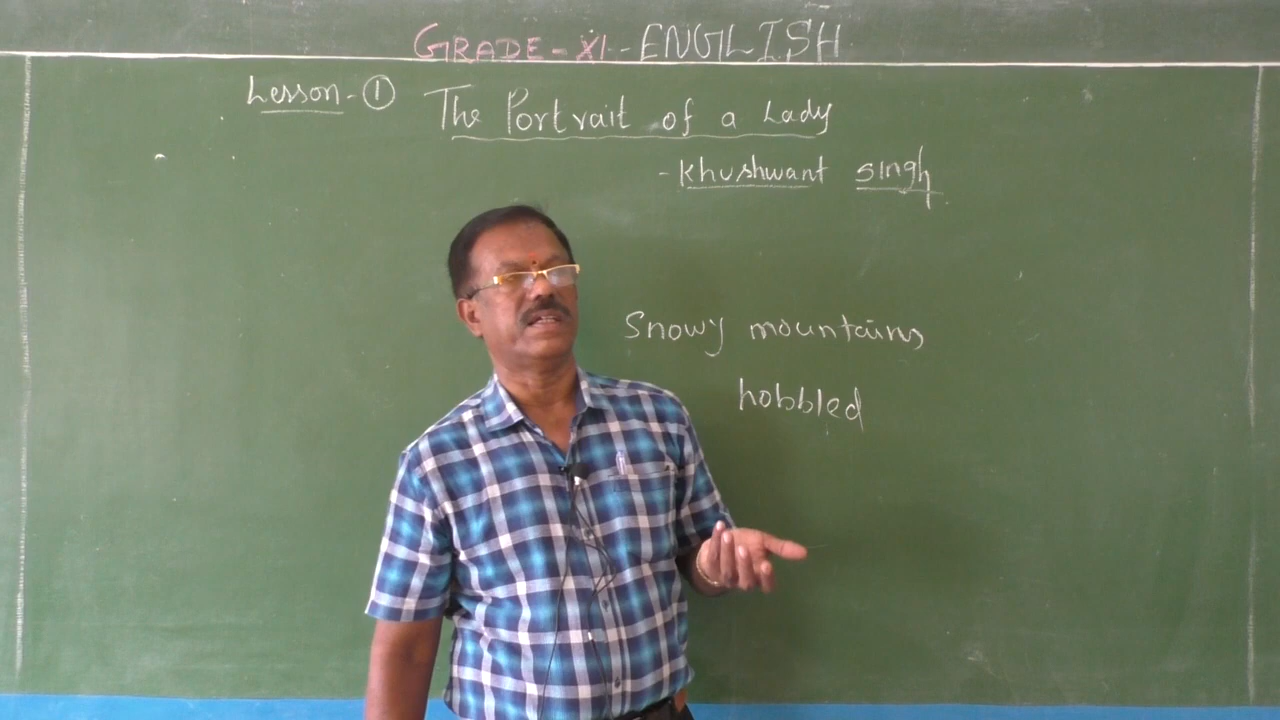 GRADE-XI-ENGLISH
Lesson-① The Portrait of a Lady
- Khushwant Singh
Snowy mountains
hobbled